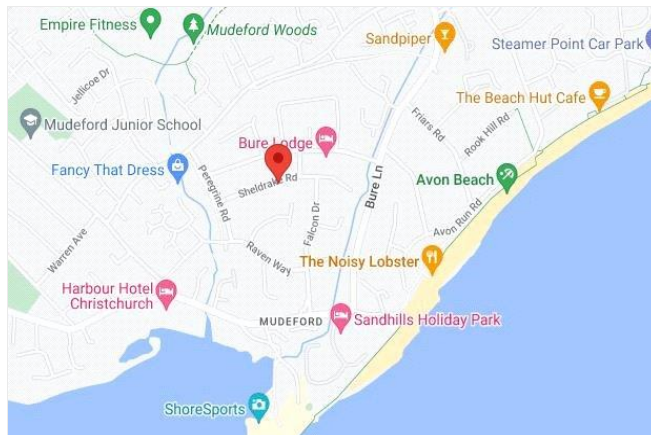 Empire Fitness
Mudeford Woods
Sandpiper
Steamer Point Car Park
Jellicoe Dr
The Beach Hut Cafe
Mudeford Junior School
Friars Rd
Rook Hill Rd
Bure Lodge
Fancy That Dress
Peregrine Rd
Sheldrake Rd
Bure Ln
Avon Beach
Falcon Dr
Avon Run Rd
Warren Ave
Raven Way
The Noisy Lobster
Harbour Hotel
Christchurch
MUDEFORD
Sandhills Holiday Park
ShoreSports